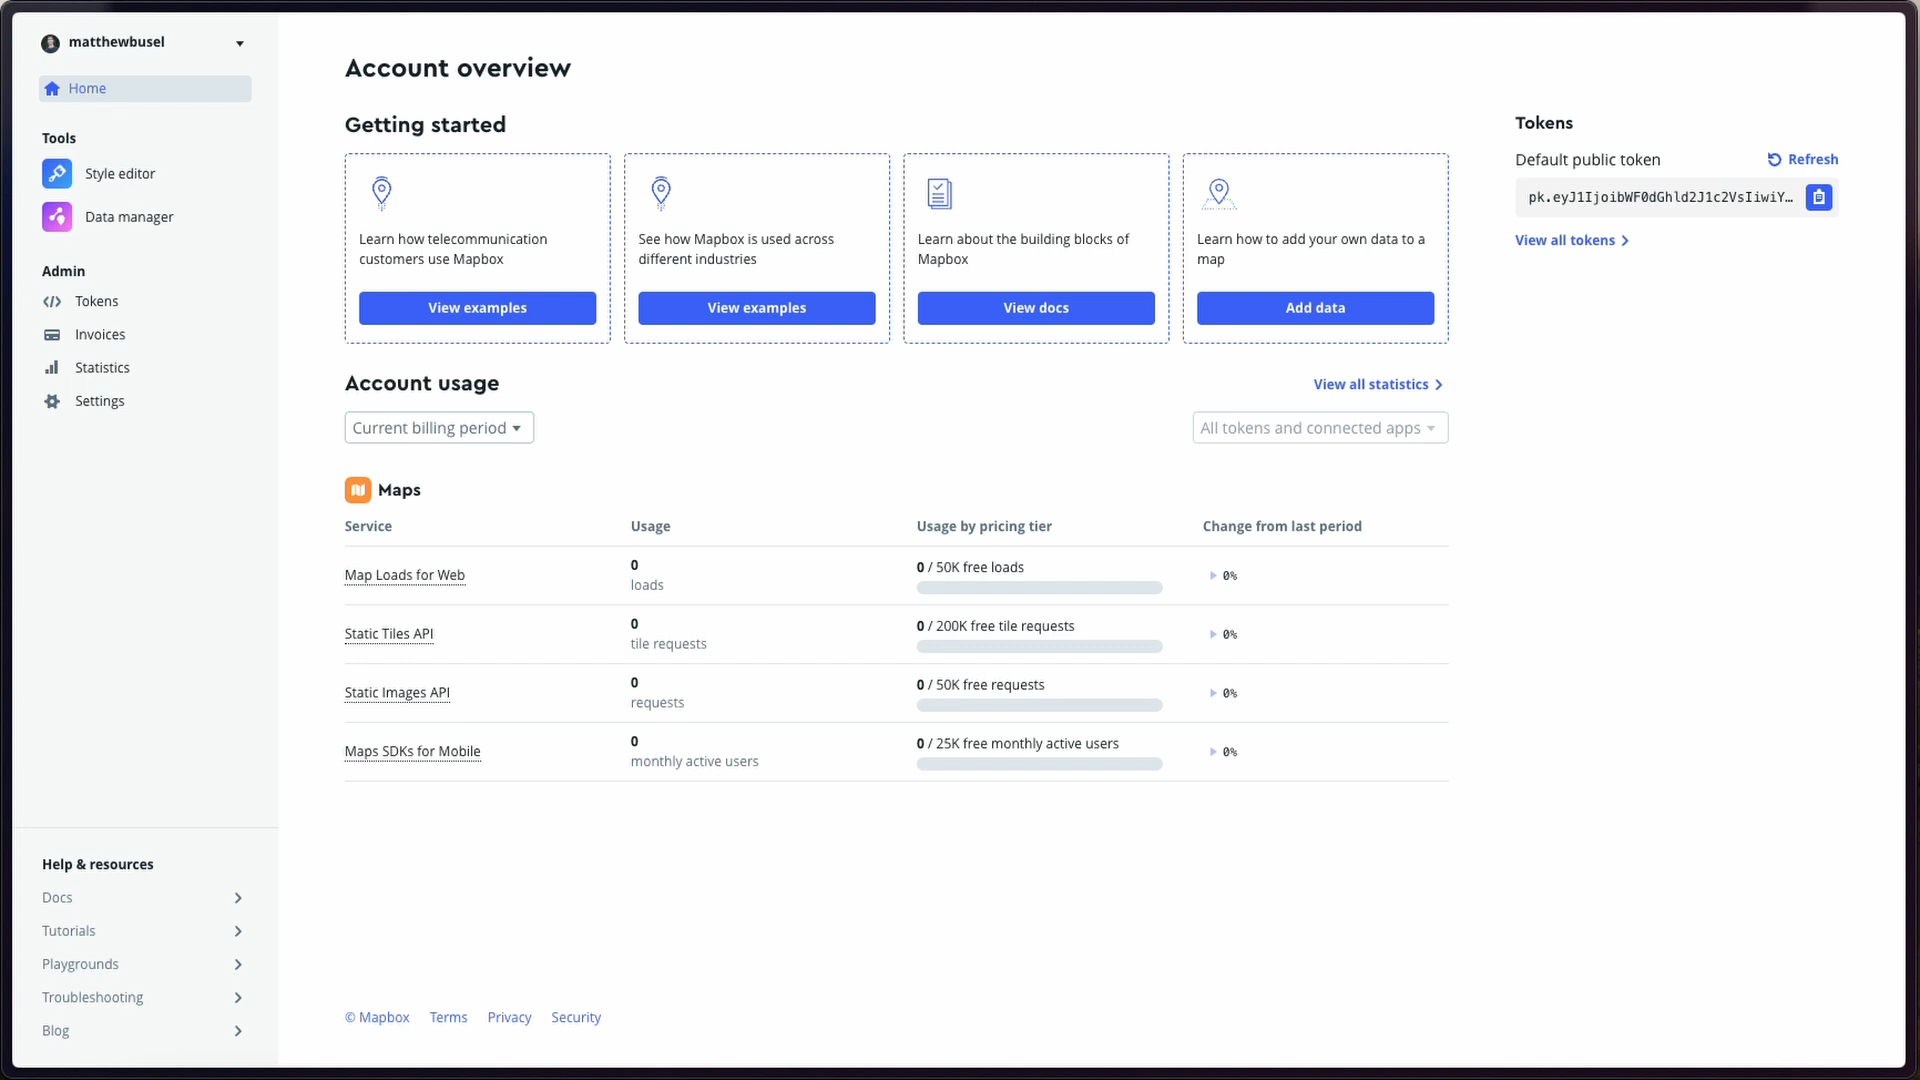 matthewbusel
Home
Tools
Style editor
Data manager
Admin
Tokens
Invoices
Statistics
Settings
Help & resources
Docs
Tutorials
Playgrounds
Troubleshooting
Blog
Account overview
Getting started
Learn how telecommunication
customers use Mapbox
View examples
See how Mapbox is used across
different industries
View examples
Learn about the building blocks of
Mapbox
View docs
Learn how to add your own data to a
map
Add data
Account usage
View all statistics
Current billing period
All tokens and connected apps
Maps
Service Usage Usage by pricing tier Change from last period
Map Loads for Web
0
loads
0 / 50K free loads
0%
Static Tiles API
0
tile requests
0 / 200K free tile requests
0%
Static Images API
0
requests
0 / 50K free requests
0%
Maps SDKs for Mobile
0
monthly active users
0 / 25K free monthly active users
0%
© Mapbox Terms Privacy Security
Tokens
Default public token
Refresh
pk.eyJ1IjoibWF0dGhld2J1c2VsIiwiY…
View all tokens